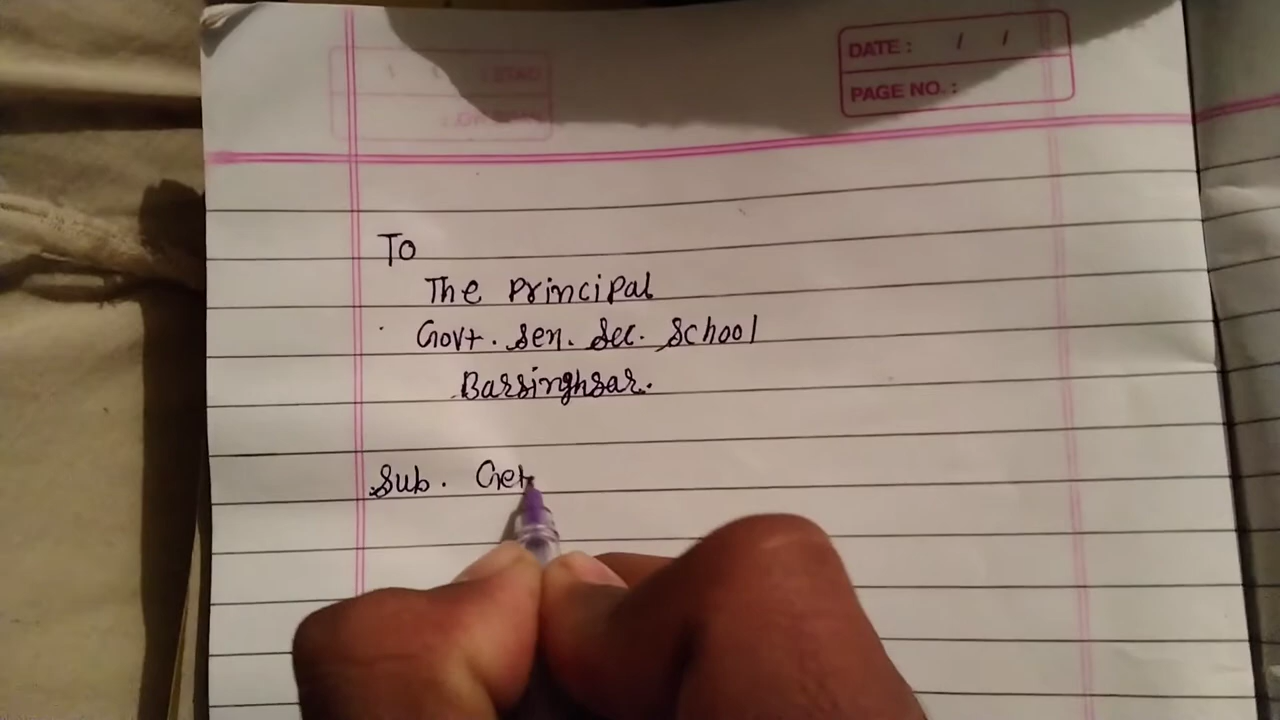 DATE : / /
PAGE NO. :
To
The Principal
Govt. Sen. Sec. School
Barsinghsar.
Sub. Get